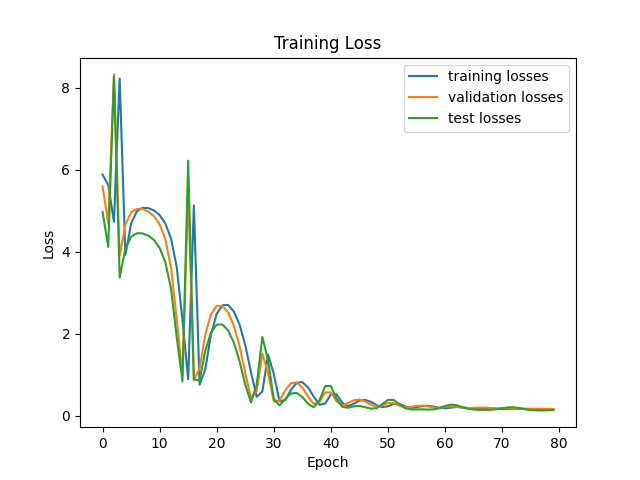 Training Loss
training losses
validation losses
test losses
Loss
8
6
4
2
0
0 10 20 30 40 50 60 70 80
Epoch